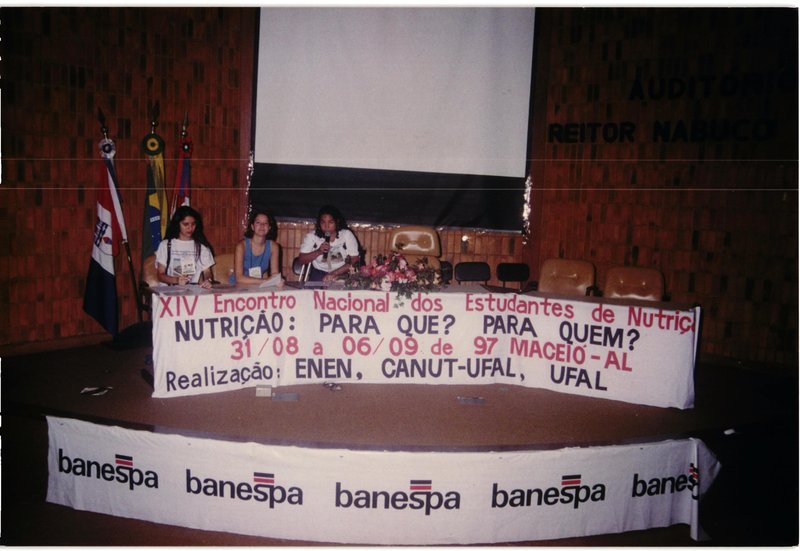 AUDITÓRIO
REITOR NABUCO
XIV Encontro Nacional dos Estudantes de Nutriçã
NUTRIÇÃO: PARA QUE? PARA QUEM?
31/08 a 06/09 de 97 MACEIÓ-AL
Realização: ENEN, CANUT-UFAL, UFAL
banespa banespa banespa banespa banespa